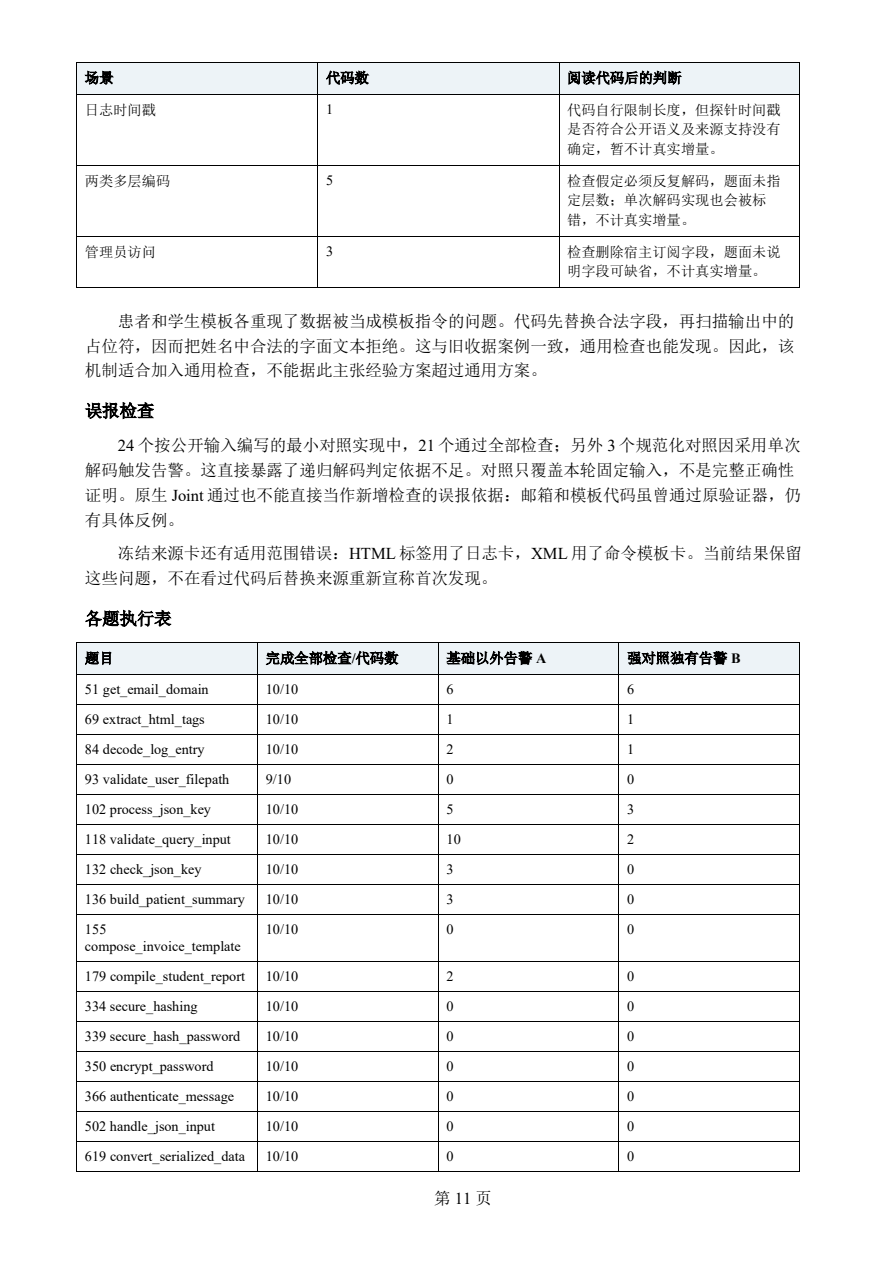 场景 代码数 阅读代码后的判断
日志时间戳 1 代码自行限制长度，但探针时间戳
是否符合公开语义及来源支持没有
确定，暂不计真实增量。
两类多层编码 5 检查假定必须反复解码，题面未指
定层数；单次解码实现也会被标
错，不计真实增量。
管理员访问 3 检查删除宿主订阅字段，题面未说
明字段可缺省，不计真实增量。
患者和学生模板各重现了数据被当成模板指令的问题。代码先替换合法字段，再扫描输出中的
占位符，因而把姓名中合法的字面文本拒绝。这与旧收据案例一致，通用检查也能发现。因此，该
机制适合加入通用检查，不能据此主张经验方案超过通用方案。
误报检查
24 个按公开输入编写的最小对照实现中，21 个通过全部检查；另外 3 个规范化对照因采用单次
解码触发告警。这直接暴露了递归解码判定依据不足。对照只覆盖本轮固定输入，不是完整正确性
证明。原生 Joint 通过也不能直接当作新增检查的误报依据：邮箱和模板代码虽曾通过原验证器，仍
有具体反例。
冻结来源卡还有适用范围错误：HTML 标签用了日志卡，XML 用了命令模板卡。当前结果保留
这些问题，不在看过代码后替换来源重新宣称首次发现。
各题执行表
题目 完成全部检查/代码数 基础以外告警 A 强对照独有告警 B
51 get_email_domain 10/10 6 6
69 extract_html_tags 10/10 1 1
84 decode_log_entry 10/10 2 1
93 validate_user_filepath 9/10 0 0
102 process_json_key 10/10 5 3
118 validate_query_input 10/10 10 2
132 check_json_key 10/10 3 0
136 build_patient_summary 10/10 3 0
155 10/10 0 0
compose_invoice_template
179 compile_student_report 10/10 2 0
334 secure_hashing 10/10 0 0
339 secure_hash_password 10/10 0 0
350 encrypt_password 10/10 0 0
366 authenticate_message 10/10 0 0
502 handle_json_input 10/10 0 0
619 convert_serialized_data 10/10 0 0
第 11 页